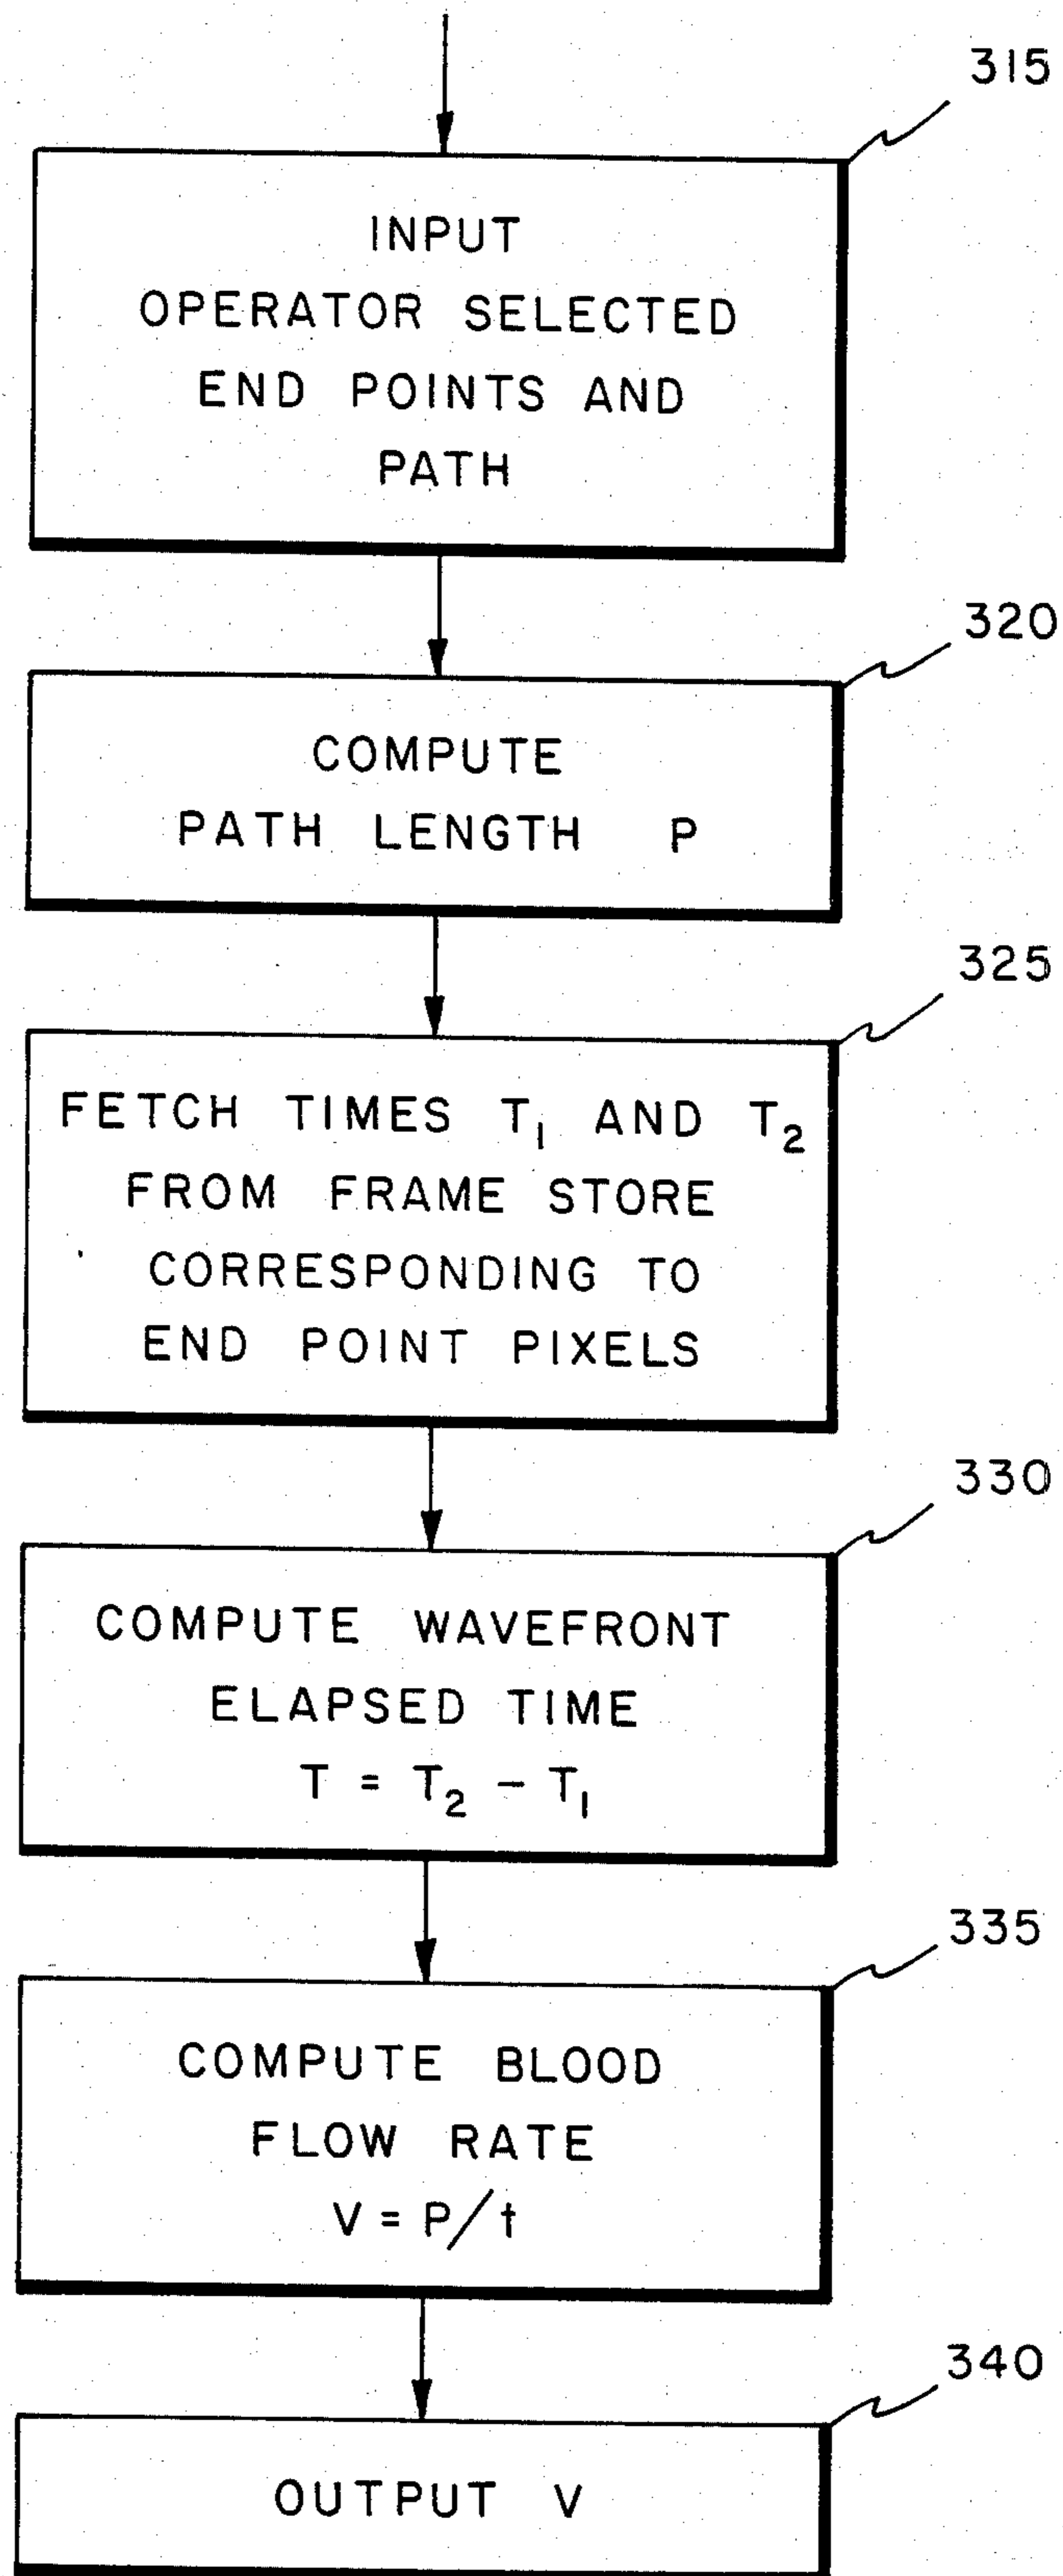 315
INPUT
OPERATOR SELECTED
END POINTS AND
PATH
320
COMPUTE
PATH LENGTH P
325
FETCH TIMES T₁ AND T₂
FROM FRAME STORE
CORRESPONDING TO
END POINT PIXELS
330
COMPUTE WAVEFRONT
ELAPSED TIME
T = T₂ - T₁
335
COMPUTE BLOOD
FLOW RATE
V = P/t
340
OUTPUT V